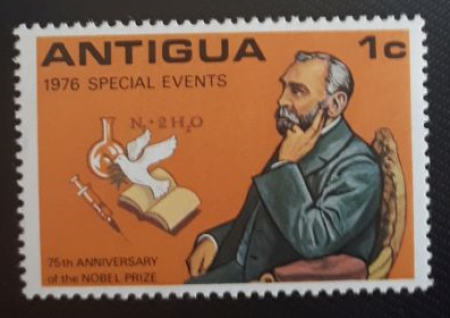 ANTIGUA 1c
1976 SPECIAL EVENTS
N₂+2H₂O
75th ANNIVERSARY
of the NOBEL PRIZE